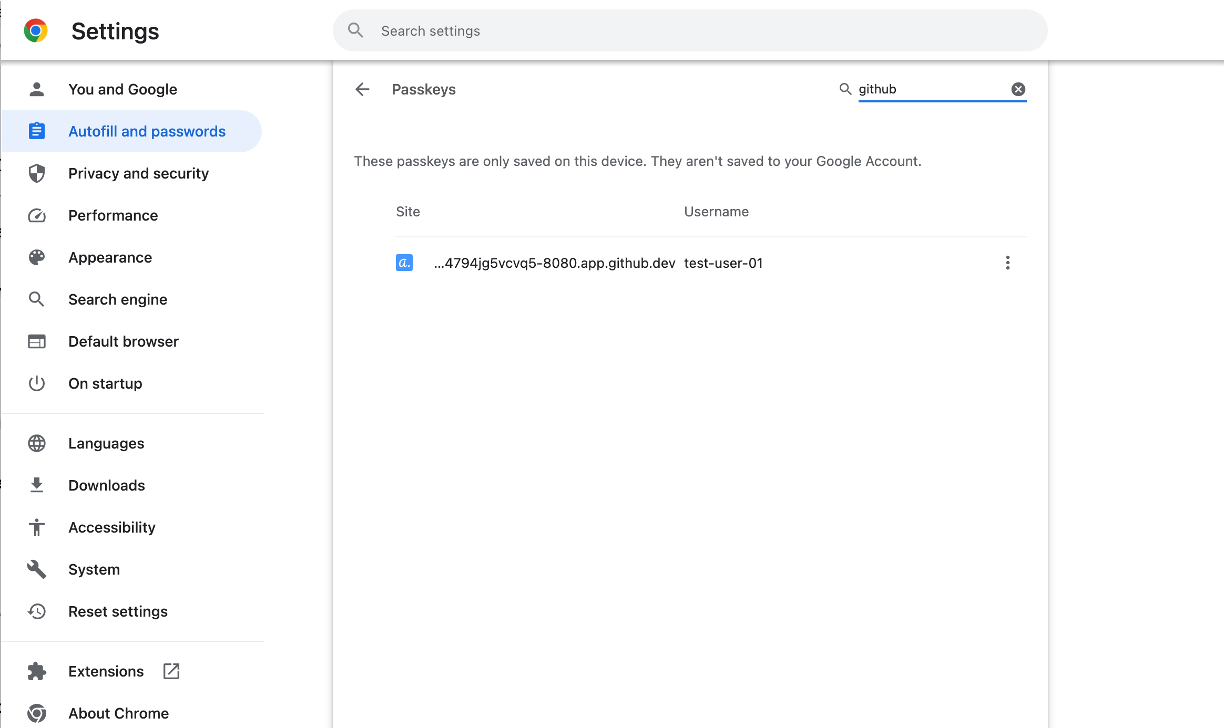 Settings
Search settings
You and Google
Autofill and passwords
Privacy and security
Performance
Appearance
Search engine
Default browser
On startup
Languages
Downloads
Accessibility
System
Reset settings
Extensions
About Chrome
Passkeys
github
These passkeys are only saved on this device. They aren't saved to your Google Account.
Site Username
a. ...4794jg5vcvq5-8080.app.github.dev test-user-01